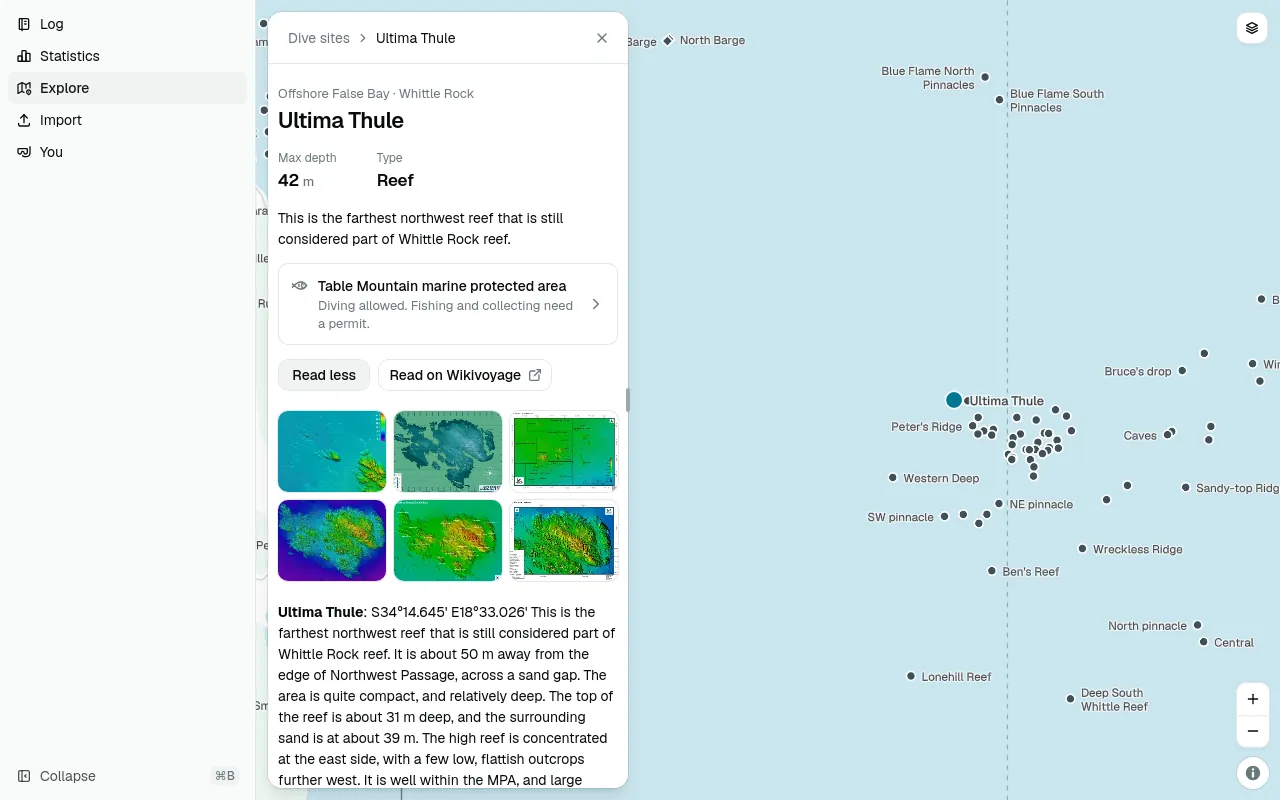 Log
Statistics
Explore
Import
You
Collapse
⌘B
Dive sites
Ultima Thule
Offshore False Bay · Whittle Rock
Ultima Thule
Max depth
Type
42 m
Reef
This is the farthest northwest reef that is still
considered part of Whittle Rock reef.
Table Mountain marine protected area
Diving allowed. Fishing and collecting need
a permit.
Read less
Read on Wikivoyage
Ultima Thule: S34°14.645' E18°33.026' This is the
farthest northwest reef that is still considered part of
Whittle Rock reef. It is about 50 m away from the
edge of Northwest Passage, across a sand gap. The
area is quite compact, and relatively deep. The top of
the reef is about 31 m deep, and the surrounding
sand is at about 39 m. The high reef is concentrated
at the east side, with a few low, flattish outcrops
further west. It is well within the MPA, and large
Barge
North Barge
Blue Flame North
Pinnacles
Blue Flame South
Pinnacles
Bruce's drop
Ultima Thule
Peter's Ridge
Caves
Western Deep
Sandy-top Ridg
NE pinnacle
SW pinnacle
Wreckless Ridge
Ben's Reef
North pinnacle
Central
Lonehill Reef
Deep South
Whittle Reef